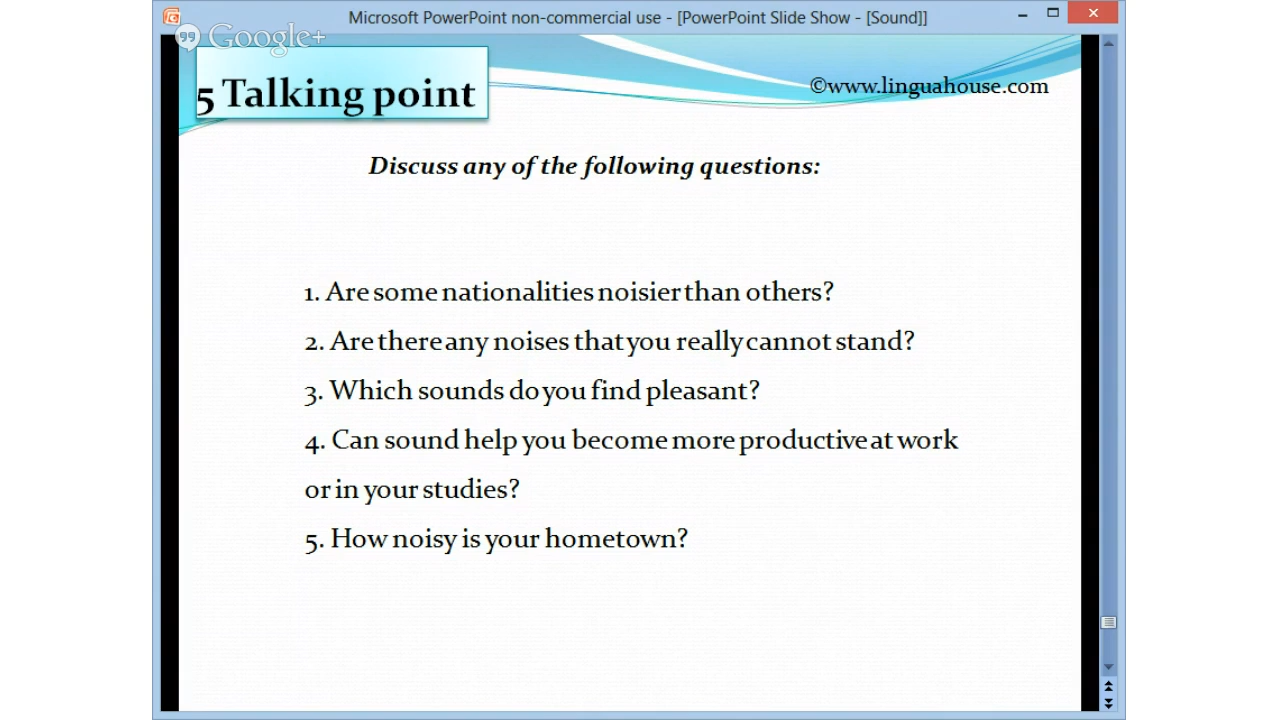 Microsoft PowerPoint non-commercial use - [PowerPoint Slide Show - [Sound]]
Google+
5 Talking point
©www.linguahouse.com
Discuss any of the following questions:
1. Are some nationalities noisier than others?
2. Are there any noises that you really cannot stand?
3. Which sounds do you find pleasant?
4. Can sound help you become more productive at work
or in your studies?
5. How noisy is your hometown?